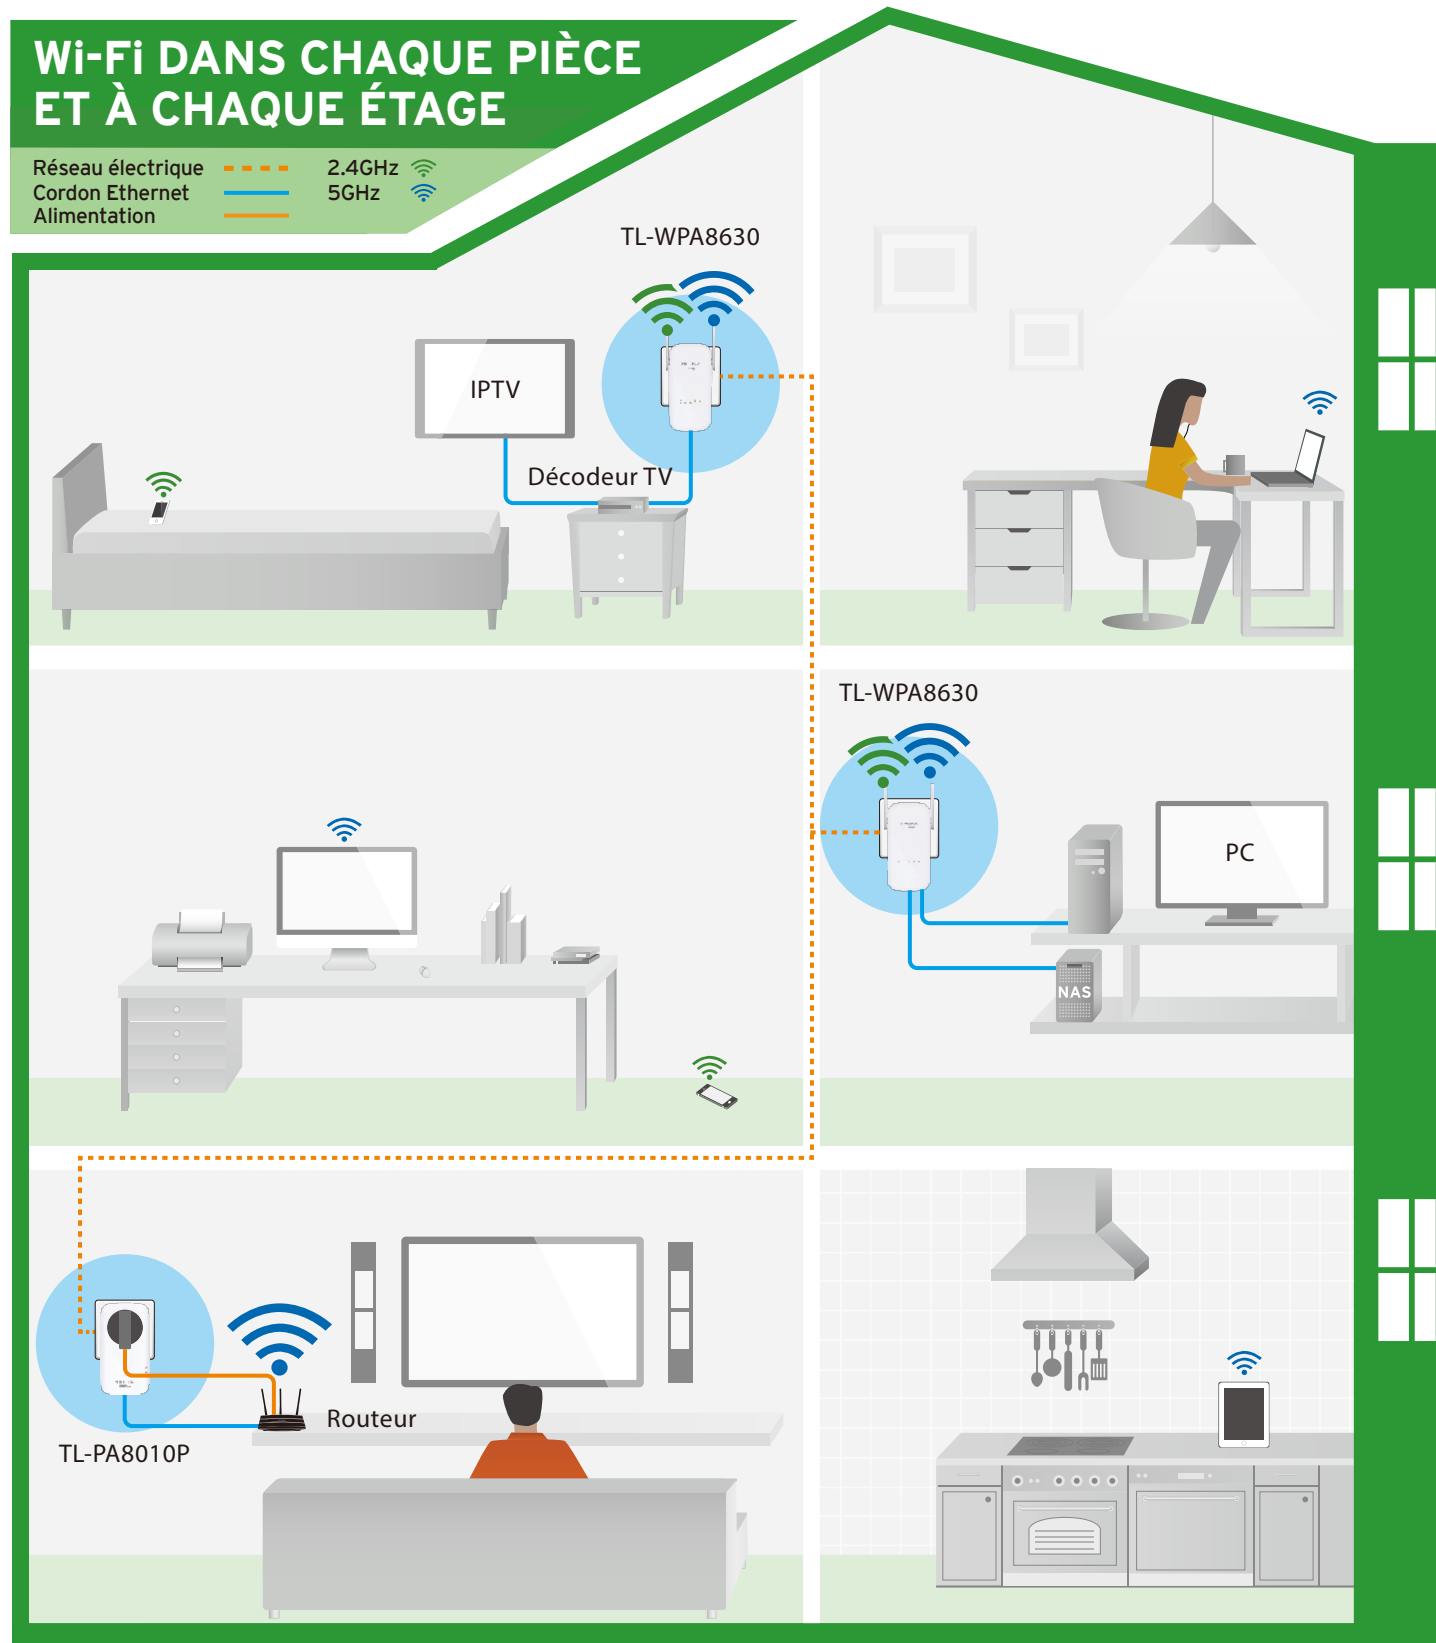 Wi-Fi DANS CHAQUE PIÈCE
ET À CHAQUE ÉTAGE
Réseau électrique
2.4GHz
Cordon Ethernet
5GHz
Alimentation
TL-WPA8630
IPTV
Décodeur TV
TL-WPA8630
PC
NAS
Routeur
TL-PA8010P